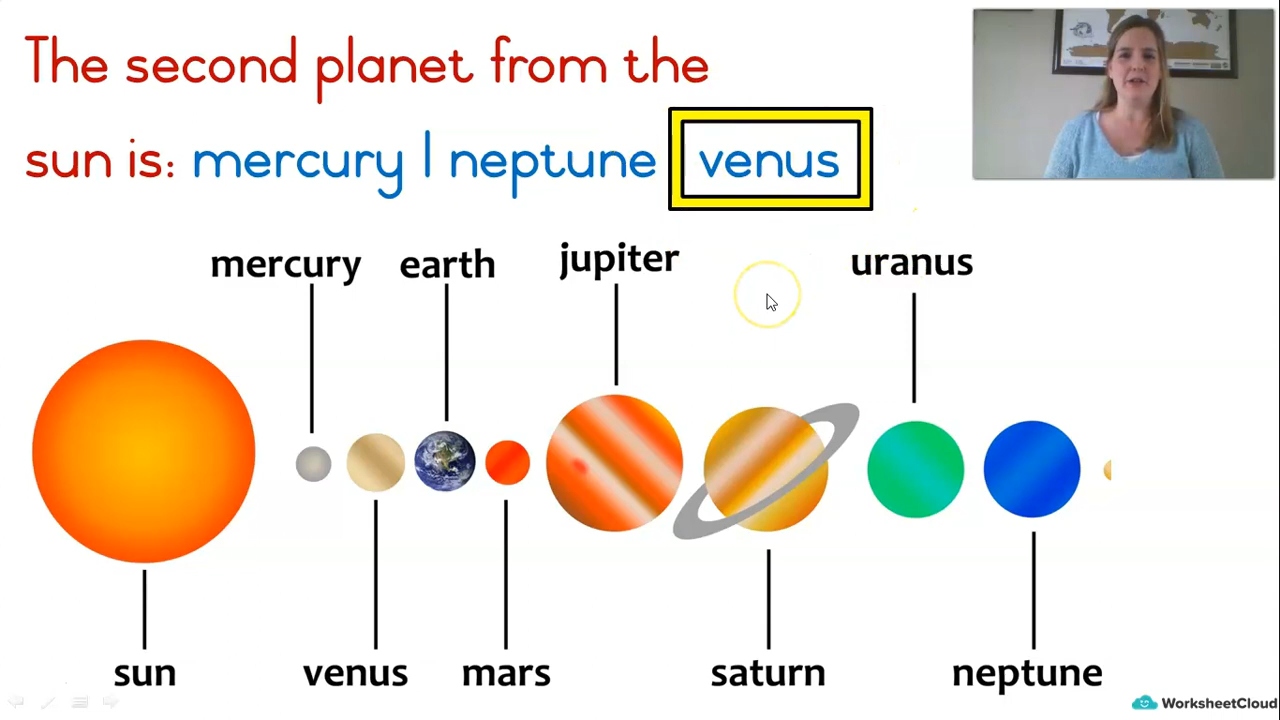 The second planet from the
sun is: mercury | neptune venus
mercury earth jupiter uranus
sun venus mars saturn neptune
WorksheetCloud